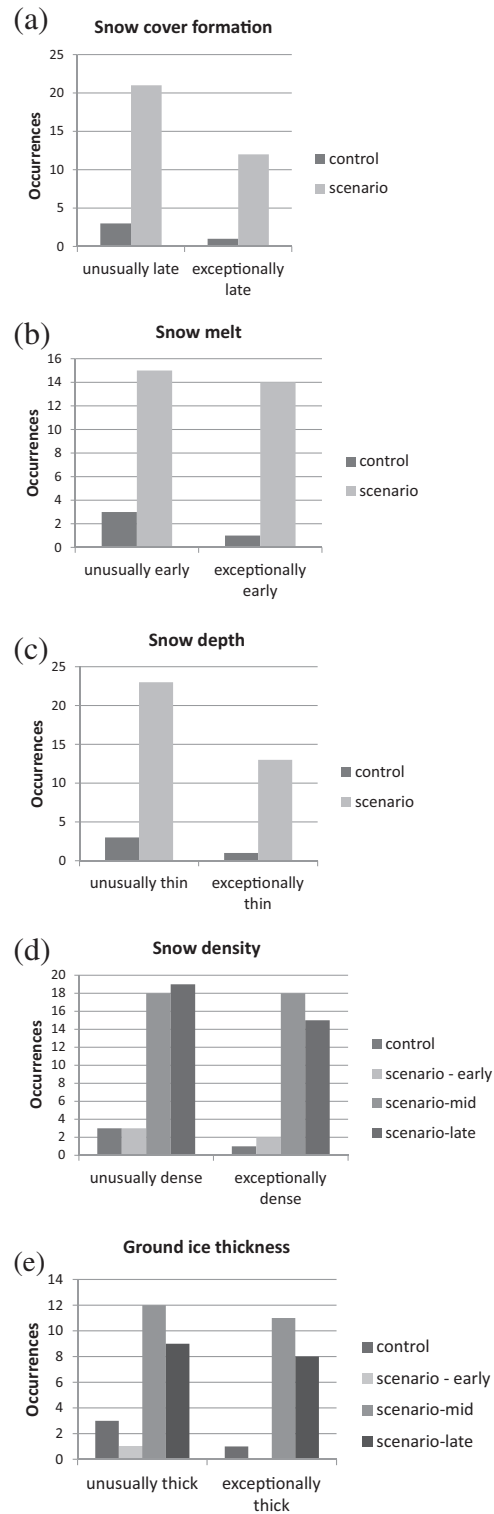 (a)
Snow cover formation
25
20
15
10
5
0
Occurrences
unusually late
exceptionally
late
control
scenario
(b)
Snow melt
16
14
12
10
8
6
4
2
0
Occurrences
unusually early
exceptionally
early
control
scenario
(c)
Snow depth
25
20
15
10
5
0
Occurrences
unusually thin
exceptionally
thin
control
scenario
(d)
Snow density
20
18
16
14
12
10
8
6
4
2
0
Occurrences
unusually dense
exceptionally
dense
control
scenario - early
scenario-mid
scenario-late
(e)
Ground ice thickness
14
12
10
8
6
4
2
0
Occurrences
unusually thick
exceptionally
thick
control
scenario - early
scenario-mid
scenario-late